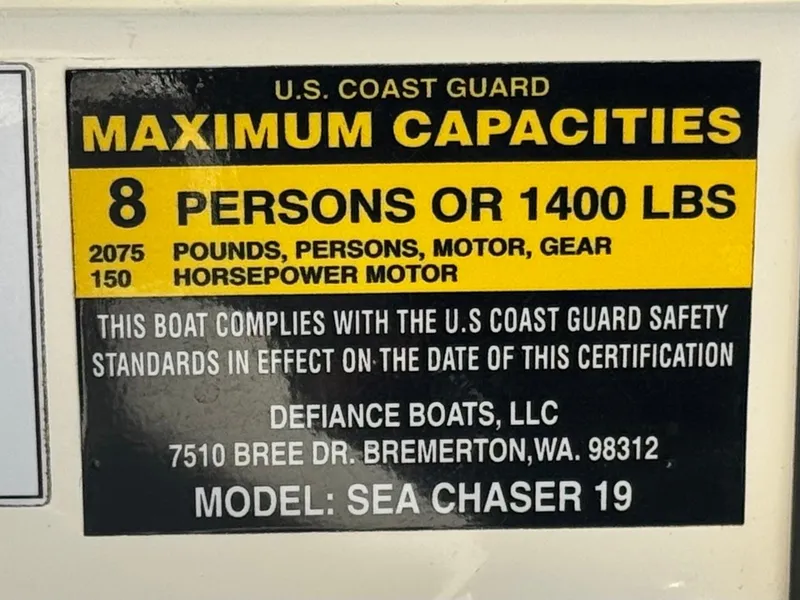 U.S. COAST GUARD
MAXIMUM CAPACITIES
8 PERSONS OR 1400 LBS
2075 POUNDS, PERSONS, MOTOR, GEAR
150 HORSEPOWER MOTOR
THIS BOAT COMPLIES WITH THE U.S COAST GUARD SAFETY
STANDARDS IN EFFECT ON THE DATE OF THIS CERTIFICATION
DEFIANCE BOATS, LLC
7510 BREE DR. BREMERTON,WA. 98312
MODEL: SEA CHASER 19